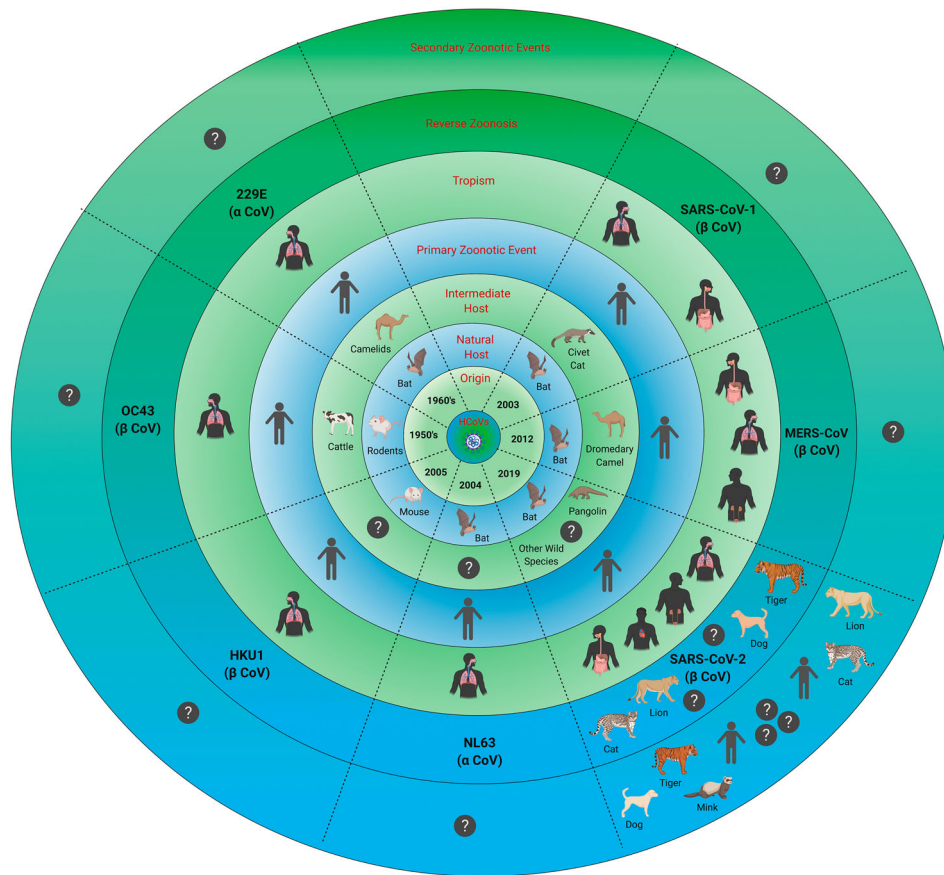 Secondary Zoonotic Events
?
?
Reverse Zoonosis
Tropism
229E
(α CoV)
SARS-CoV-1
(β CoV)
Primary Zoonotic Event
Intermediate
Host
Camelids
Civet
Cat
Natural
Host
Bat
Bat
Origin
1960's
2003
HCoVs
?
OC43
(β CoV)
Cattle
Rodents
1950's
2012
Bat
Dromedary
Camel
MERS-CoV
(β CoV)
?
2005
2004
2019
Mouse
Bat
Bat
Pangolin
?
?
?
Other Wild
Species
Tiger
Lion
Dog
?
Cat
HKU1
(β CoV)
SARS-CoV-2
(β CoV)
Lion
?
?
?
?
?
Cat
NL63
(α CoV)
Tiger
Mink
Dog
?